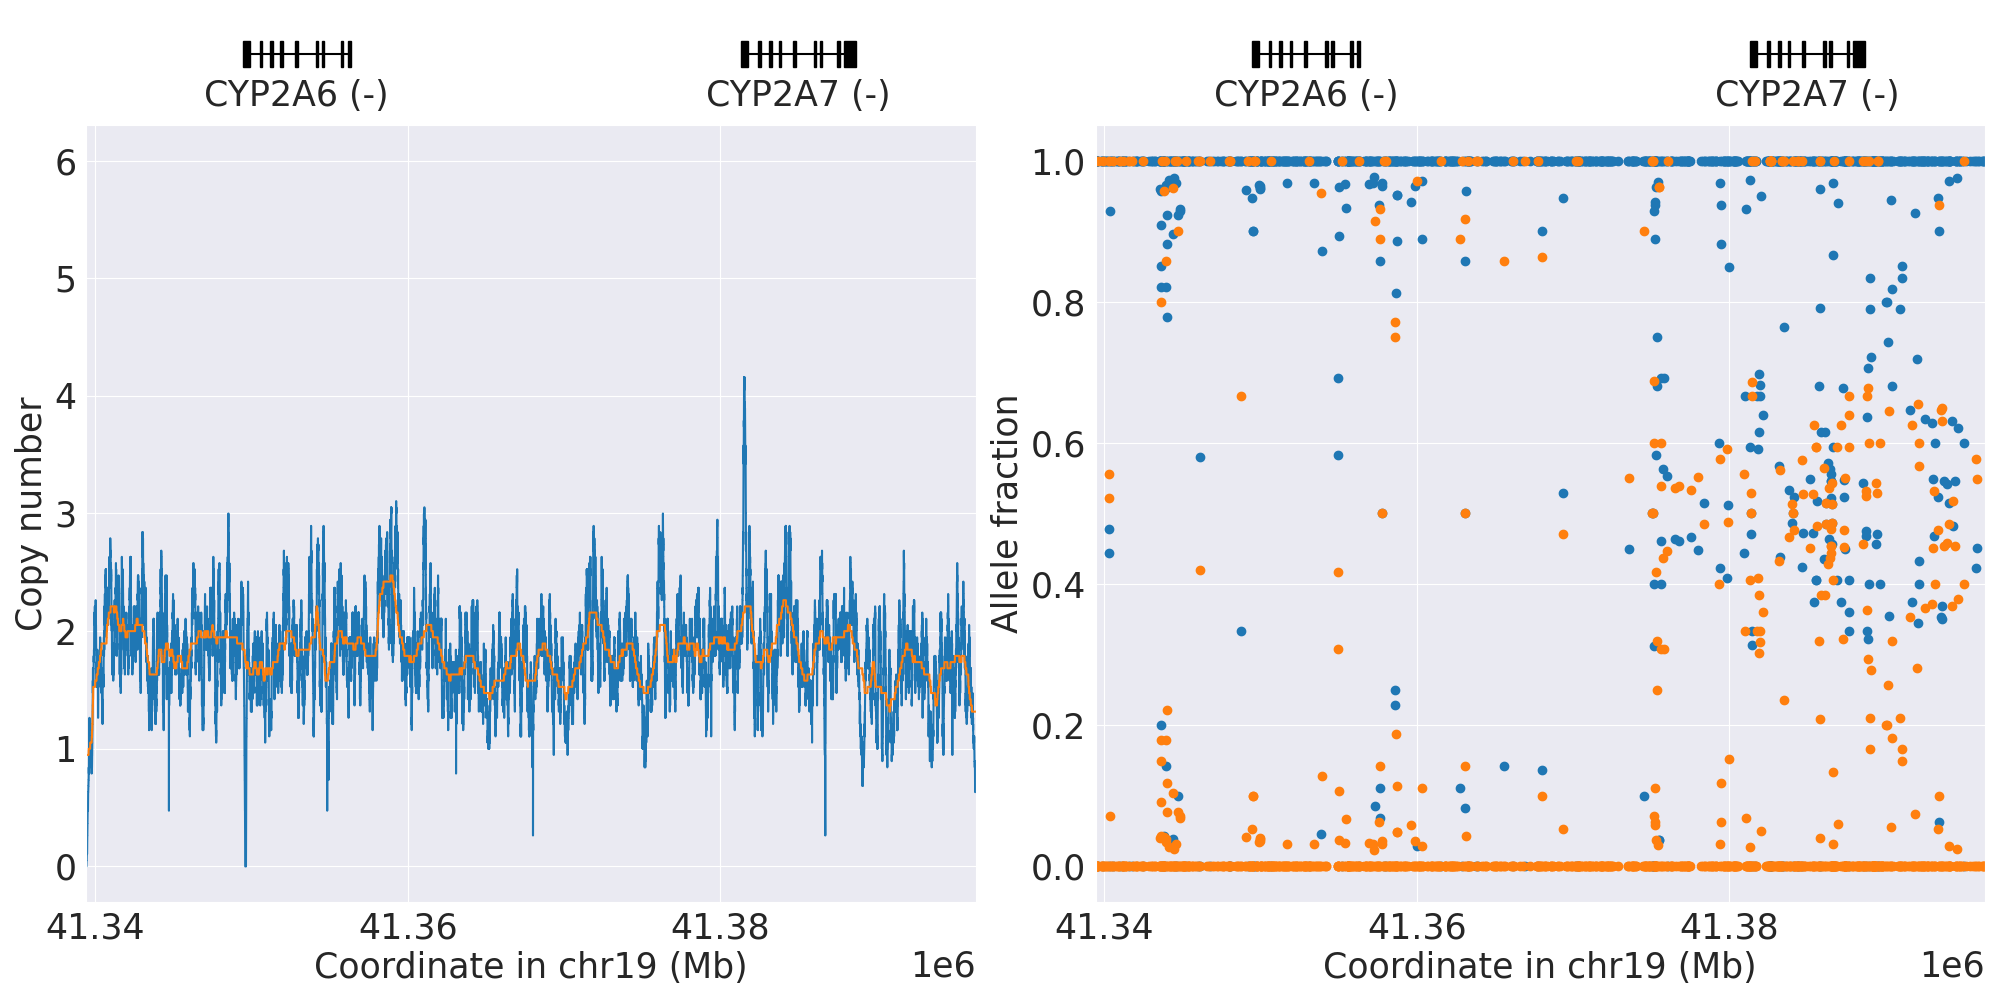 CYP2A6 (-)
CYP2A7 (-)
Copy number
6
5
4
3
2
1
0
41.34
41.36
41.38
Coordinate in chr19 (Mb)
1e6
CYP2A6 (-)
CYP2A7 (-)
Allele fraction
1.0
0.8
0.6
0.4
0.2
0.0
41.34
41.36
41.38
Coordinate in chr19 (Mb)
1e6